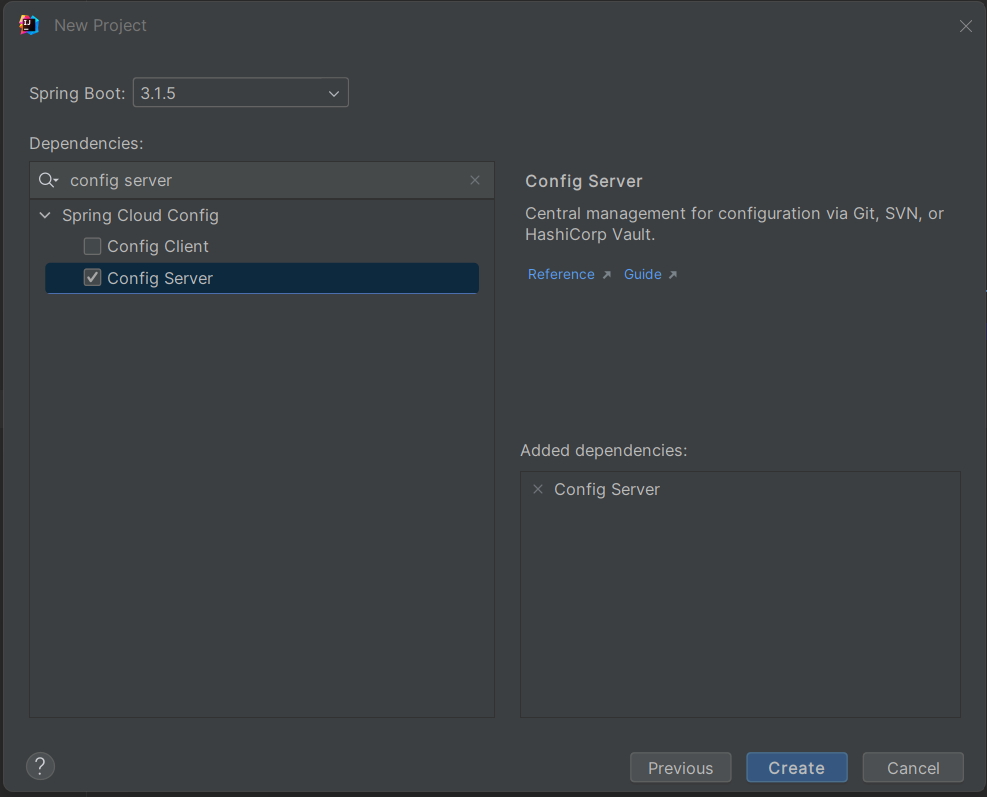 New Project
Spring Boot: 3.1.5
Dependencies:
config server
Spring Cloud Config
Config Client
Config Server
Config Server
Central management for configuration via Git, SVN, or
HashiCorp Vault.
Reference Guide
Added dependencies:
Config Server
? Previous Create Cancel